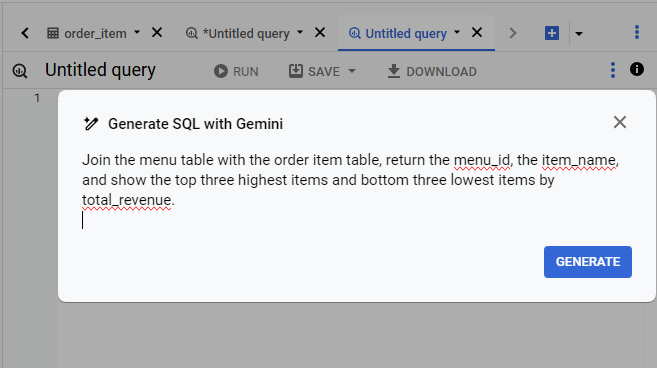 order_item
*Untitled query
Untitled query
Untitled query
RUN
SAVE
DOWNLOAD
1
Generate SQL with Gemini
Join the menu table with the order item table, return the menu_id, the item_name,
and show the top three highest items and bottom three lowest items by
total_revenue.
GENERATE